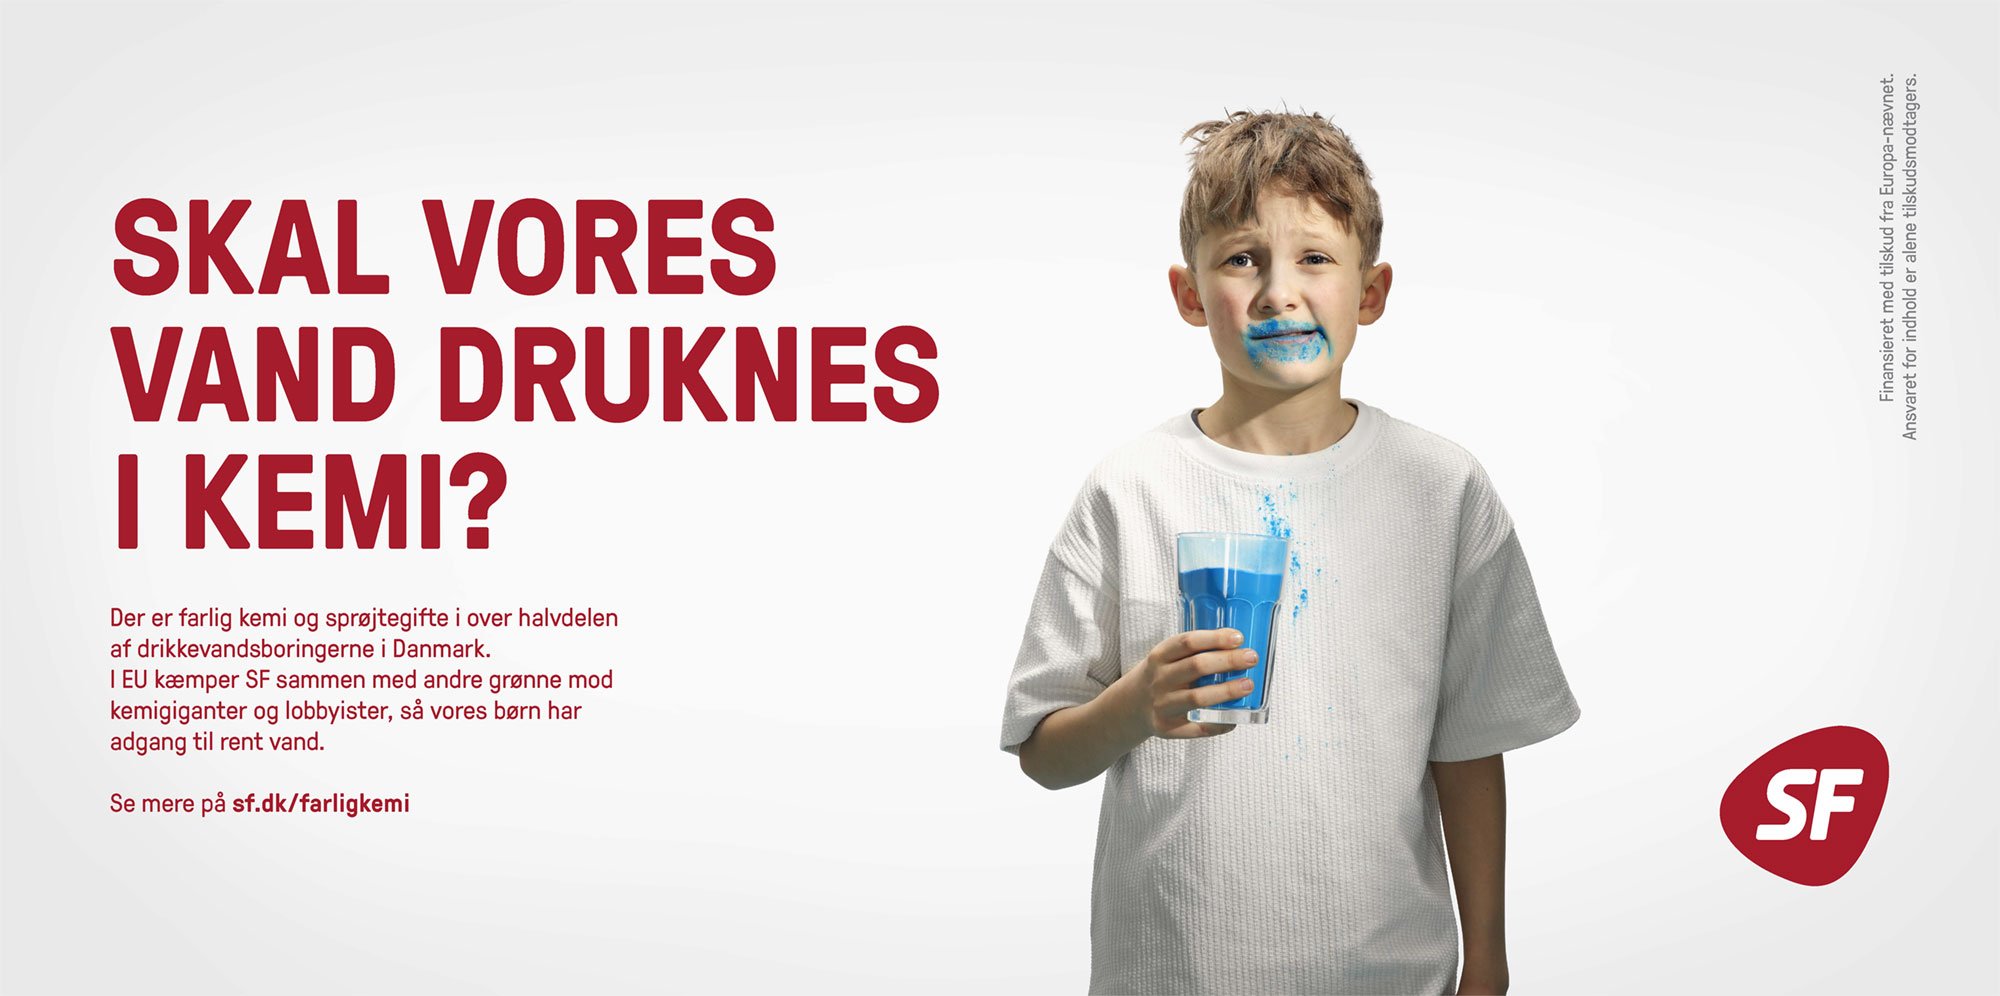 SKAL VORES
VAND DRUKNES
I KEMI?
Der er farlig kemi og sprøjtegifte i over halvdelen
af drikkevandsboringerne i Danmark.
I EU kæmper SF sammen med andre grønne mod
kemigiganter og lobbyister, så vores børn har
adgang til rent vand.
Se mere på sf.dk/farligkemi
Finansieret med tilskud fra Europa-nævnet.
Ansvaret for indhold er alene tilskudsmodtagers.
SF